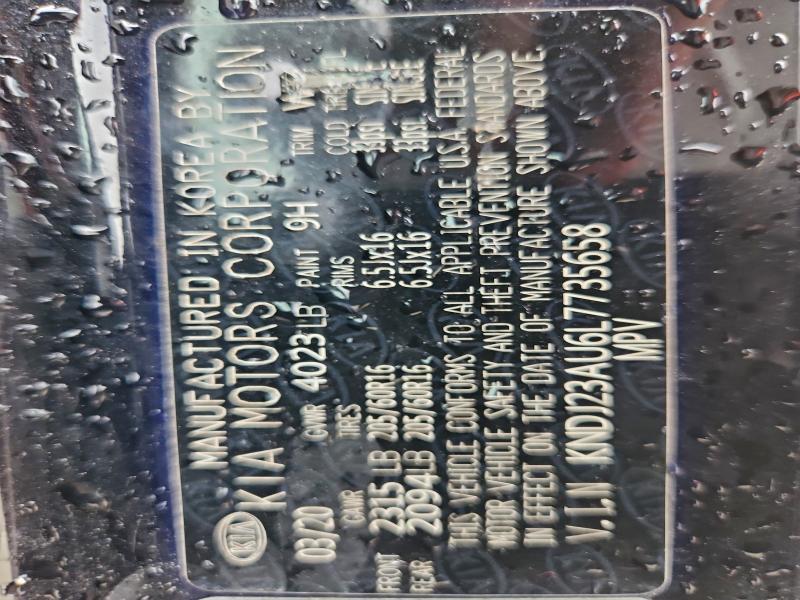 MANUFACTURED IN KOREA BY
KIA KIA MOTORS CORPORATION
03/20 GVWR 4023 LB PAINT 9H TRIM
GAWR TIRES RIMS COLD
FRONT 2315 LB 205/60R16 6.5Jx16 33PSI SINGLE
REAR 2094 LB 205/60R16 6.5Jx16 33PSI SINGLE
THIS VEHICLE CONFORMS TO ALL APPLICABLE U.S.A. FEDERAL
MOTOR VEHICLE SAFETY AND THEFT PREVENTION STANDARDS
IN EFFECT ON THE DATE OF MANUFACTURE SHOWN ABOVE.
V.I.N KNDJ23AU6L7735658
MPV